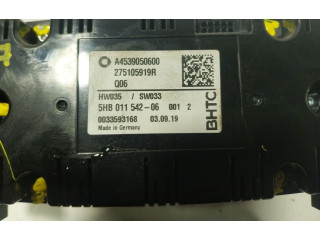 A4539050600
275105919R
Q06
HW035 / SW033
5HB 011 542-06 001 2
0033593168 03.09.19
Made in Germany
BHTC